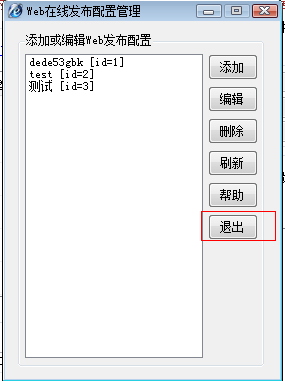 Web在线发布配置管理
添加或编辑Web发布配置
dede53gbk [id=1]
test [id=2]
测试 [id=3]
添加
编辑
删除
刷新
帮助
退出